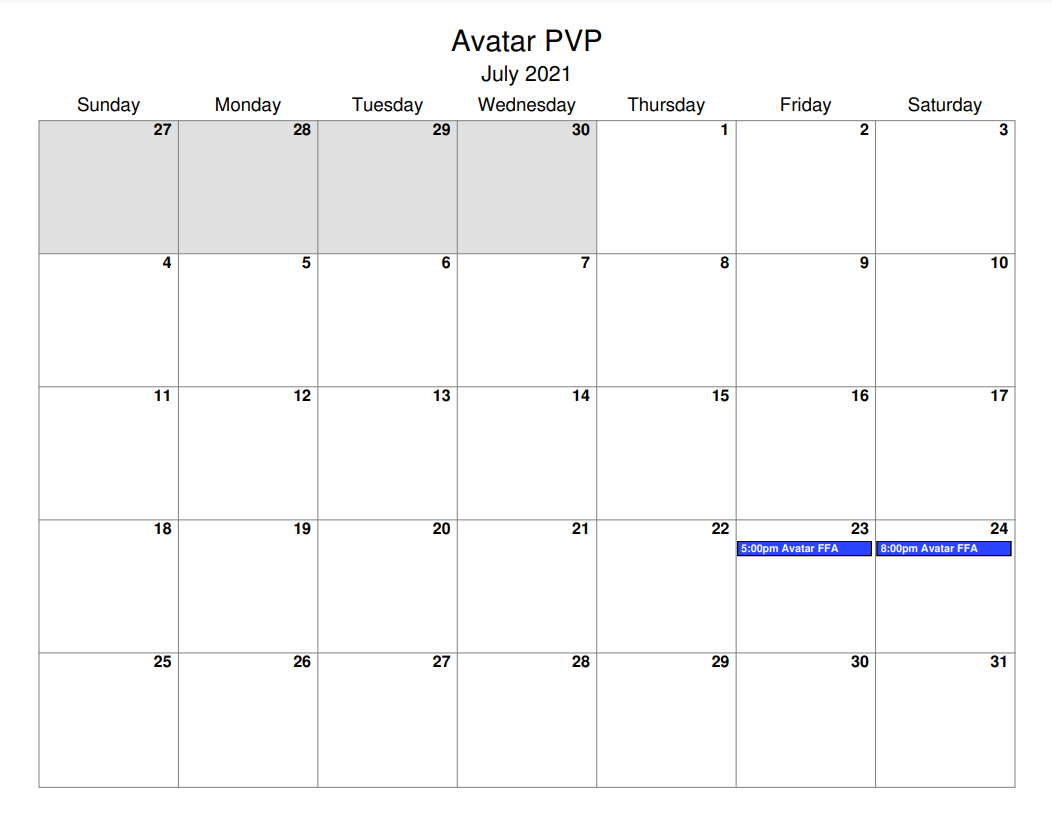 Avatar PVP
July 2021
Sunday Monday Tuesday Wednesday Thursday Friday Saturday
27 28 29 30 1 2 3
4 5 6 7 8 9 10
11 12 13 14 15 16 17
18 19 20 21 22 23 24
5:00pm Avatar FFA 8:00pm Avatar FFA
25 26 27 28 29 30 31